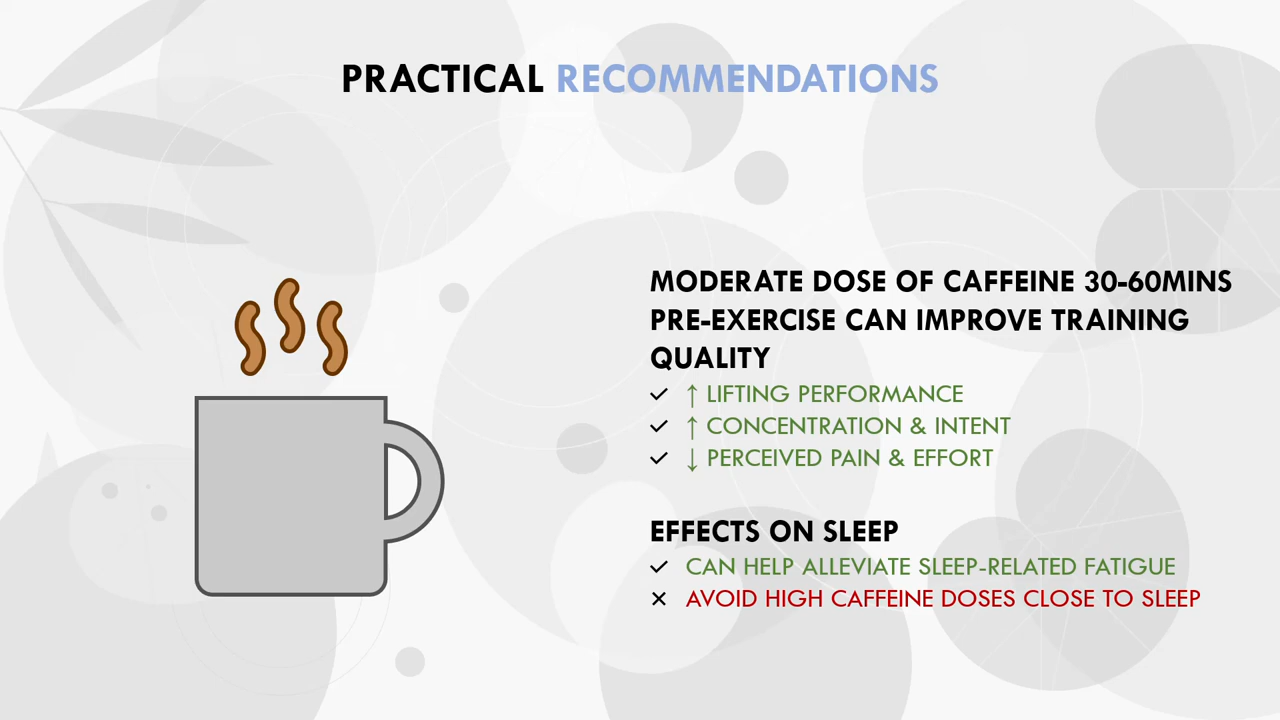 PRACTICAL RECOMMENDATIONS
MODERATE DOSE OF CAFFEINE 30-60MINS
PRE-EXERCISE CAN IMPROVE TRAINING
QUALITY
✓ ↑ LIFTING PERFORMANCE
✓ ↑ CONCENTRATION & INTENT
✓ ↓ PERCEIVED PAIN & EFFORT
EFFECTS ON SLEEP
✓ CAN HELP ALLEVIATE SLEEP-RELATED FATIGUE
✕ AVOID HIGH CAFFEINE DOSES CLOSE TO SLEEP